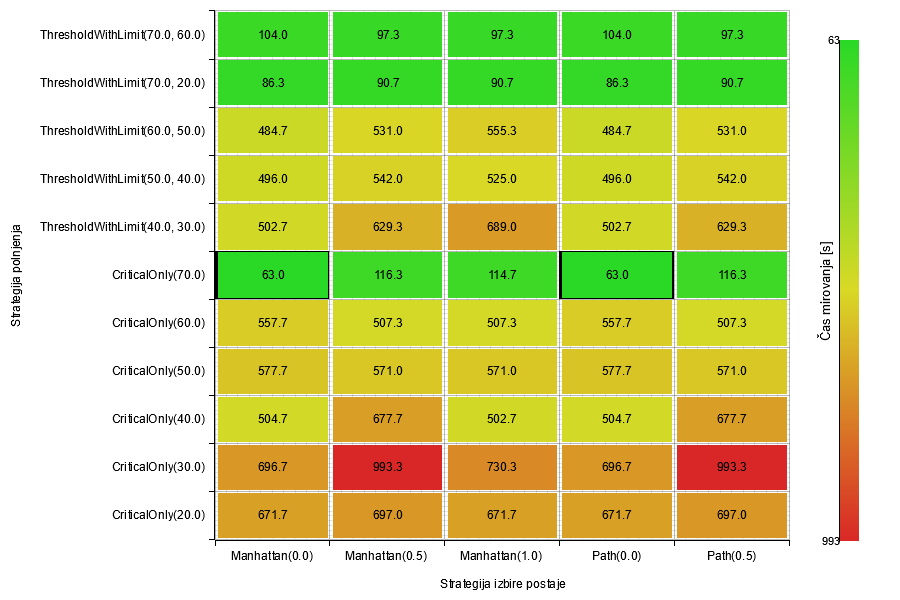 ThresholdWithLimit(70.0, 60.0) 104.0 97.3 97.3 104.0 97.3
ThresholdWithLimit(70.0, 20.0) 86.3 90.7 90.7 86.3 90.7
ThresholdWithLimit(60.0, 50.0) 484.7 531.0 555.3 484.7 531.0
ThresholdWithLimit(50.0, 40.0) 496.0 542.0 525.0 496.0 542.0
ThresholdWithLimit(40.0, 30.0) 502.7 629.3 689.0 502.7 629.3
CriticalOnly(70.0) 63.0 116.3 114.7 63.0 116.3
CriticalOnly(60.0) 557.7 507.3 507.3 557.7 507.3
CriticalOnly(50.0) 577.7 571.0 571.0 577.7 571.0
CriticalOnly(40.0) 504.7 677.7 502.7 504.7 677.7
CriticalOnly(30.0) 696.7 993.3 730.3 696.7 993.3
CriticalOnly(20.0) 671.7 697.0 671.7 671.7 697.0
Manhattan(0.0) Manhattan(0.5) Manhattan(1.0) Path(0.0) Path(0.5)
Strategija izbire postaje
Strategija polnjenja
63
993
Čas mirovanja [s]